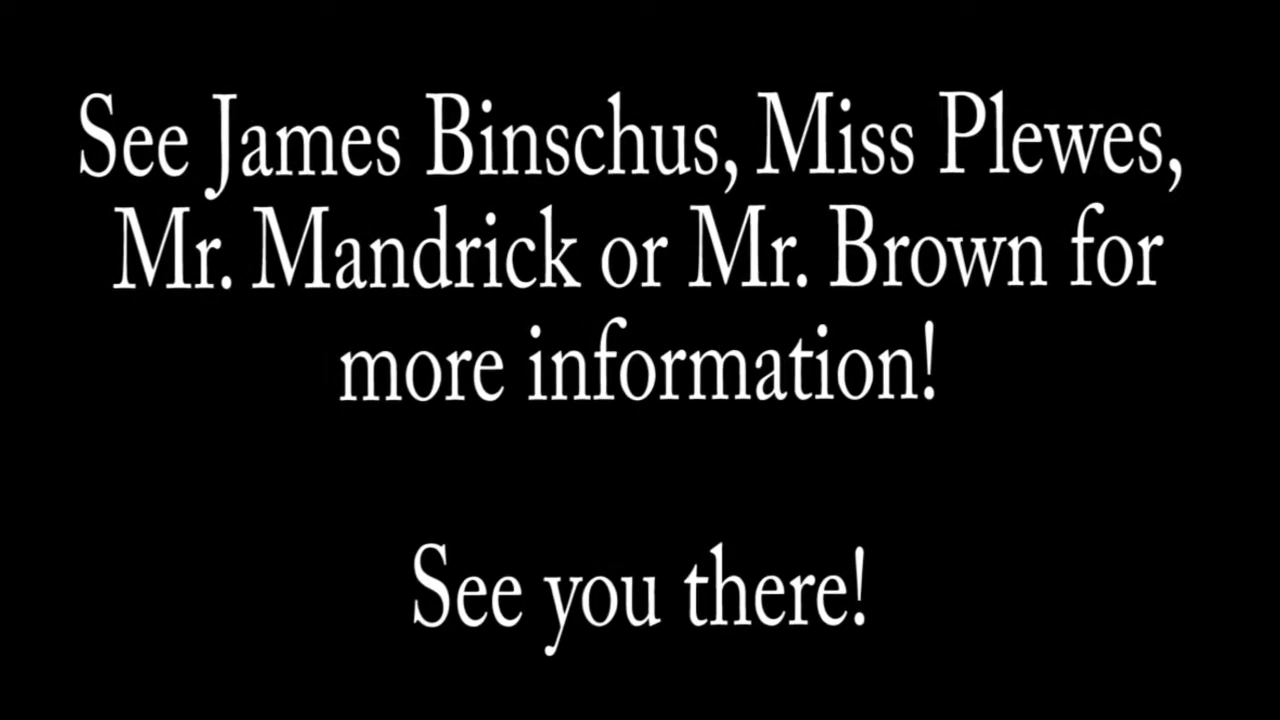 See James Binschus, Miss Plewes,
Mr. Mandrick or Mr. Brown for
more information!
See you there!